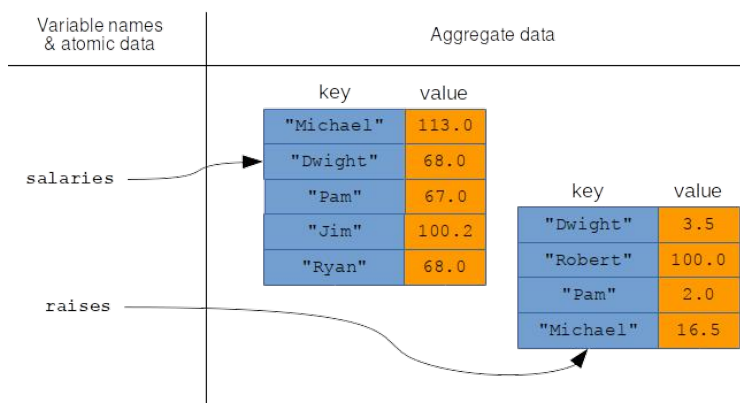 Variable names
& atomic data
Aggregate data
key value
"Michael" 113.0
"Dwight" 68.0
"Pam" 67.0
"Jim" 100.2
"Ryan" 68.0
salaries
key value
"Dwight" 3.5
"Robert" 100.0
"Pam" 2.0
"Michael" 16.5
raises